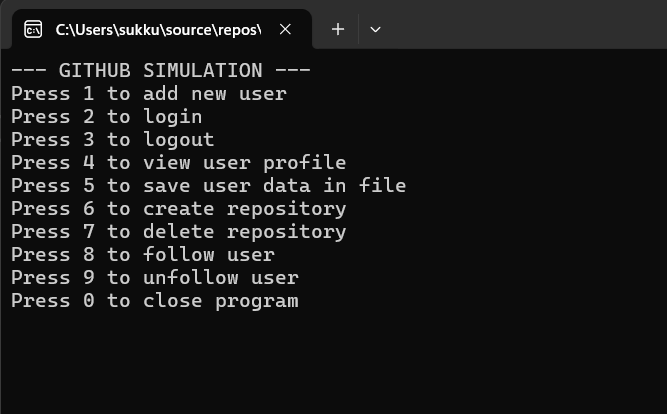 C:\Users\sukku\source\repos\
--- GITHUB SIMULATION ---
Press 1 to add new user
Press 2 to login
Press 3 to logout
Press 4 to view user profile
Press 5 to save user data in file
Press 6 to create repository
Press 7 to delete repository
Press 8 to follow user
Press 9 to unfollow user
Press 0 to close program